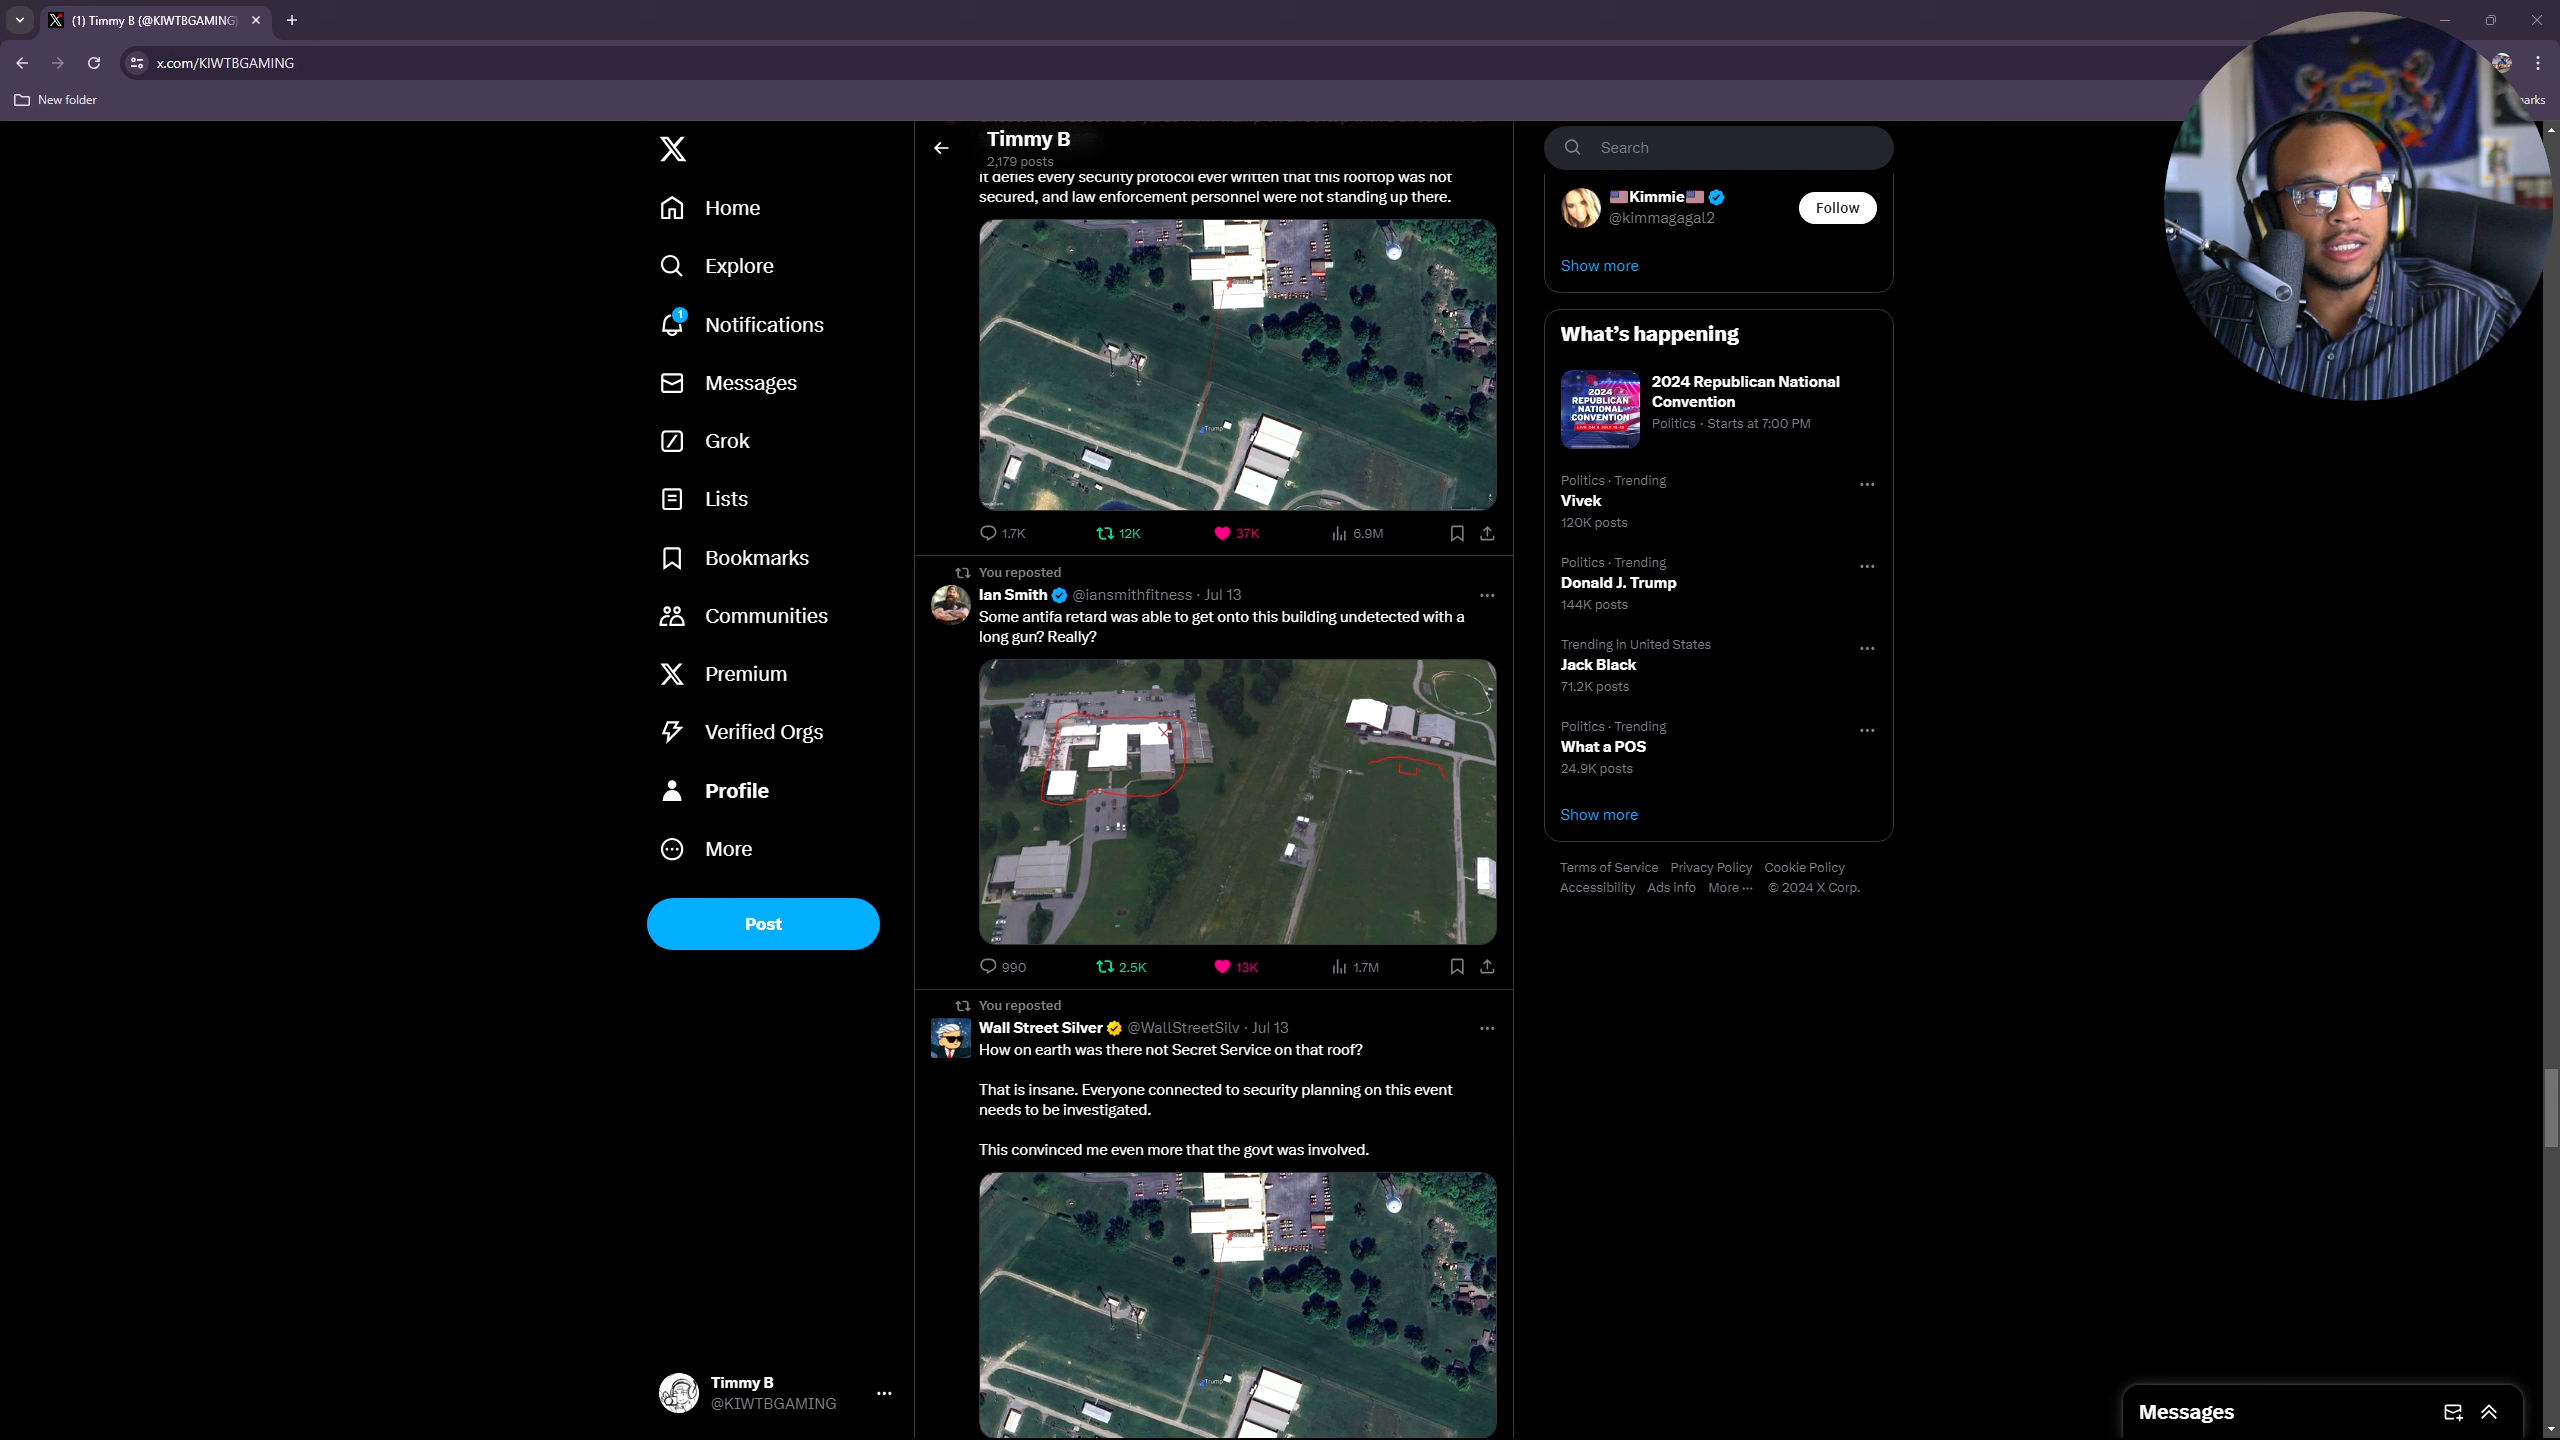 (1) Timmy B (@KIWTBGAMING)
x.com/KIWTBGAMING
New folder
Home
Explore
1
Notifications
Messages
Grok
Lists
Bookmarks
Communities
Premium
Verified Orgs
Profile
More
Post
Timmy B
@KIWTBGAMING
Timmy B
2,179 posts
It defies every security protocol ever written that this rooftop was not
secured, and law enforcement personnel were not standing up there.
Trump
1.7K
12K
37K
6.9M
You reposted
Ian Smith @iansmithfitness · Jul 13
Some antifa retard was able to get onto this building undetected with a
long gun? Really?
990
2.5K
13K
1.7M
You reposted
Wall Street Silver @WallStreetSilv · Jul 13
How on earth was there not Secret Service on that roof?
That is insane. Everyone connected to security planning on this event
needs to be investigated.
This convinced me even more that the govt was involved.
Trump
Search
Kimmie
@kimmagagal2
Follow
Show more
What's happening
2024
REPUBLICAN
NATIONAL
CONVENTION
2024 Republican National
Convention
Politics · Starts at 7:00 PM
Politics · Trending
Vivek
120K posts
Politics · Trending
Donald J. Trump
144K posts
Trending in United States
Jack Black
71.2K posts
Politics · Trending
What a POS
24.9K posts
Show more
Terms of Service Privacy Policy Cookie Policy
Accessibility Ads info More ··· © 2024 X Corp.
Messages